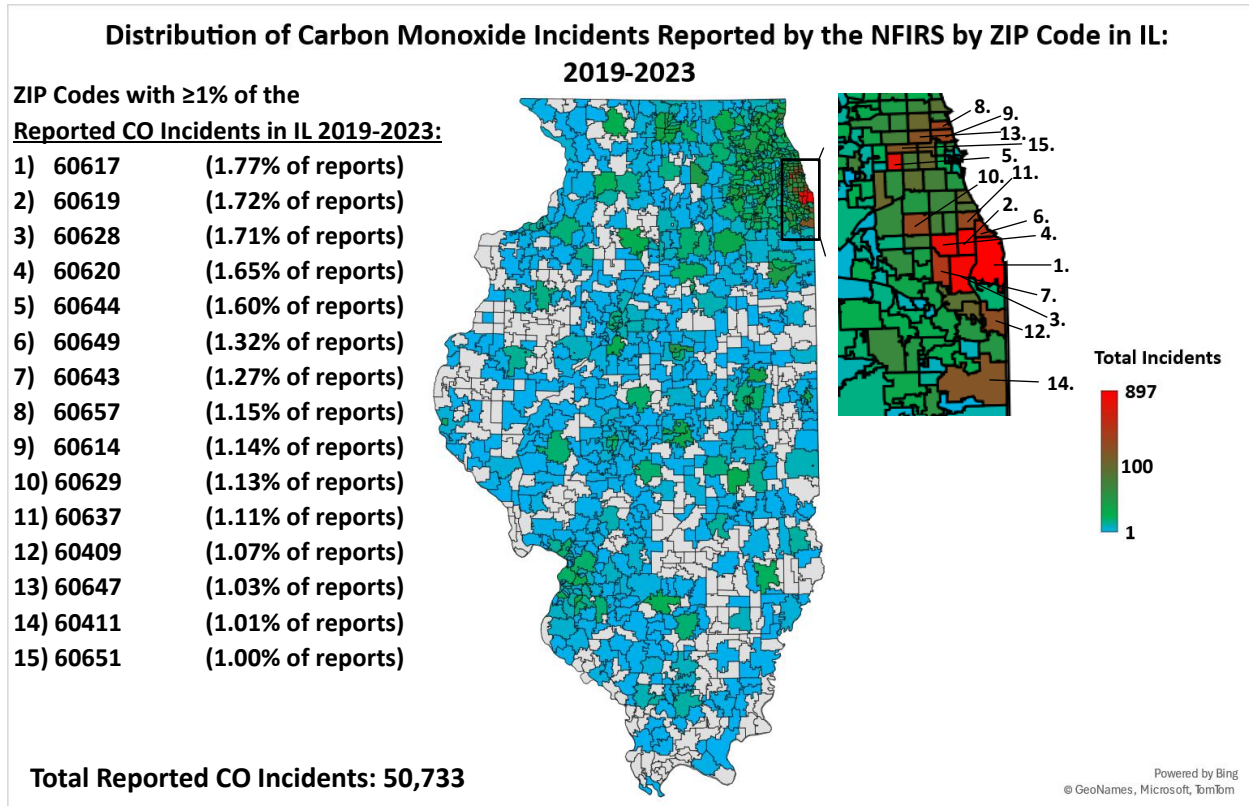 Distribution of Carbon Monoxide Incidents Reported by the NFIRS by ZIP Code in IL:
2019-2023
ZIP Codes with ≥1% of the
Reported CO Incidents in IL 2019-2023:
1) 60617 (1.77% of reports)
2) 60619 (1.72% of reports)
3) 60628 (1.71% of reports)
4) 60620 (1.65% of reports)
5) 60644 (1.60% of reports)
6) 60649 (1.32% of reports)
7) 60643 (1.27% of reports)
8) 60657 (1.15% of reports)
9) 60614 (1.14% of reports)
10) 60629 (1.13% of reports)
11) 60637 (1.11% of reports)
12) 60409 (1.07% of reports)
13) 60647 (1.03% of reports)
14) 60411 (1.01% of reports)
15) 60651 (1.00% of reports)
Total Reported CO Incidents: 50,733
8.
9.
13.
15.
5.
11.
10.
2.
6.
4.
1.
7.
3.
12.
14.
Total Incidents
897
100
1
Powered by Bing
© GeoNames, Microsoft, TomTom